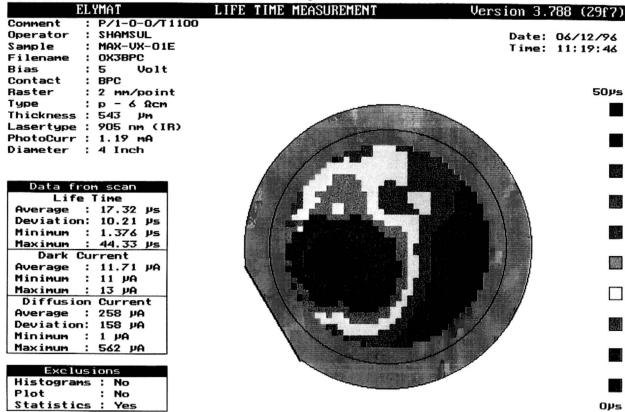 ELYMAT LIFE TIME MEASUREMENT Version 3.788 (29f7)
Comment : P/1-O-O/T1100
Operator : SHAMSUL
Sample : MAX-VX-01E
Filename : OX3BPC
Bias : 5 Volt
Contact : BPC
Raster : 2 mm/point
Type : p - 6 Ωcm
Thickness : 543 µm
Lasertype : 905 nm (IR)
PhotoCurr : 1.19 mA
Diameter : 4 Inch
Date: 06/12/96
Time: 11:19:46
50µs
0µs
Data from scan
Life Time
Average : 17.32 µs
Deviation: 10.21 µs
Minimum : 1.376 µs
Maximum : 44.33 µs
Dark Current
Average : 11.71 µA
Minimum : 11 µA
Maximum : 13 µA
Diffusion Current
Average : 258 µA
Deviation: 158 µA
Minimum : 1 µA
Maximum : 562 µA
Exclusions
Histograms : No
Plot : No
Statistics : Yes